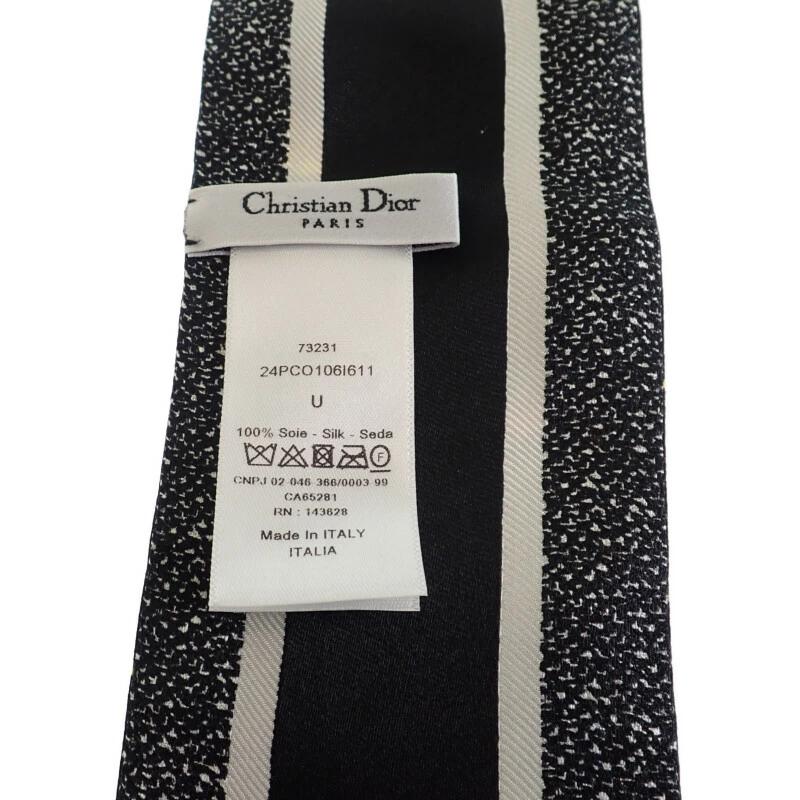 Christian Dior
PARIS
73231
24PCO106I611
U
100% Soie - Silk - Seda
F
CNPJ 02-046-366/0003-99
CA65281
RN : 143628
Made In ITALY
ITALIA